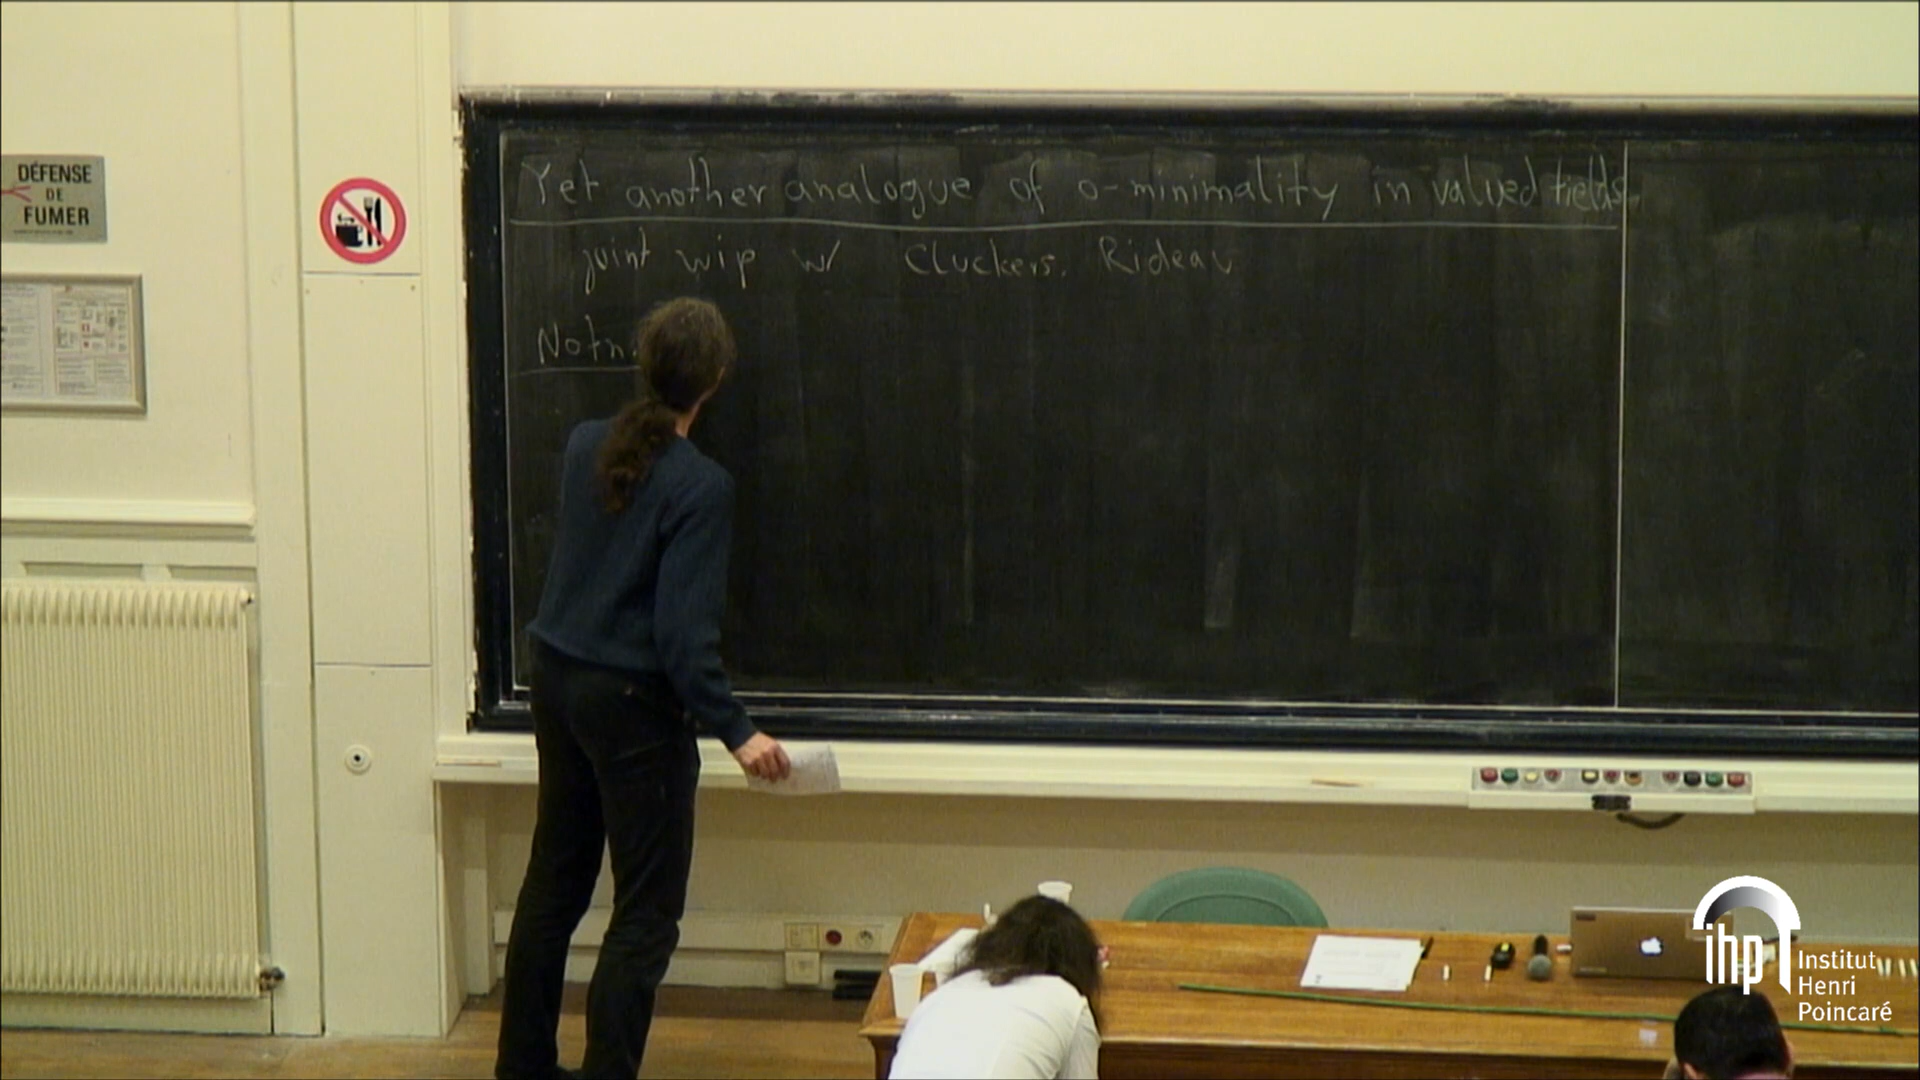 DÉFENSE
DE
FUMER
Yet another analogue of o-minimality in valued fields
joint wip w/ Cluckers. Rideau
Notn.
ihp
Institut
Henri
Poincaré